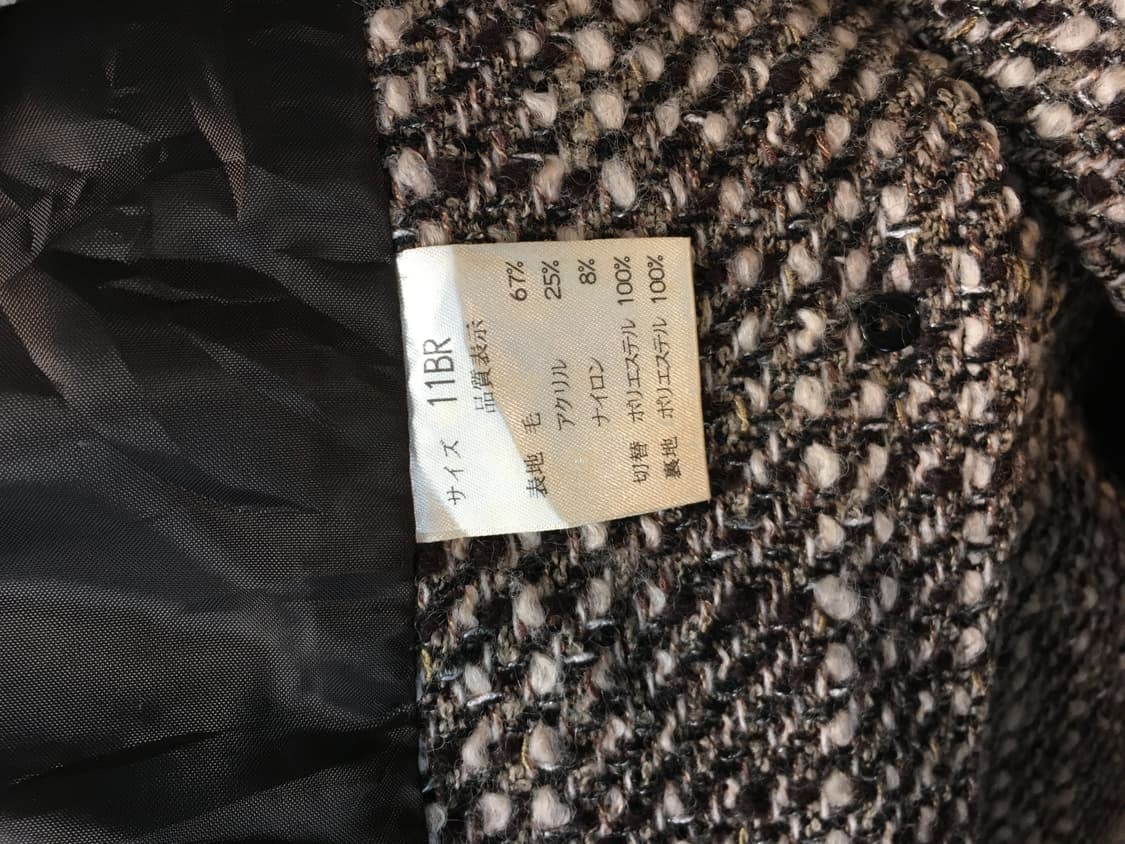 サイズ 11BR
品質表示
表地 毛 67%
アクリル 25%
ナイロン 8%
切替 ポリエステル 100%
裏地 ポリエステル 100%